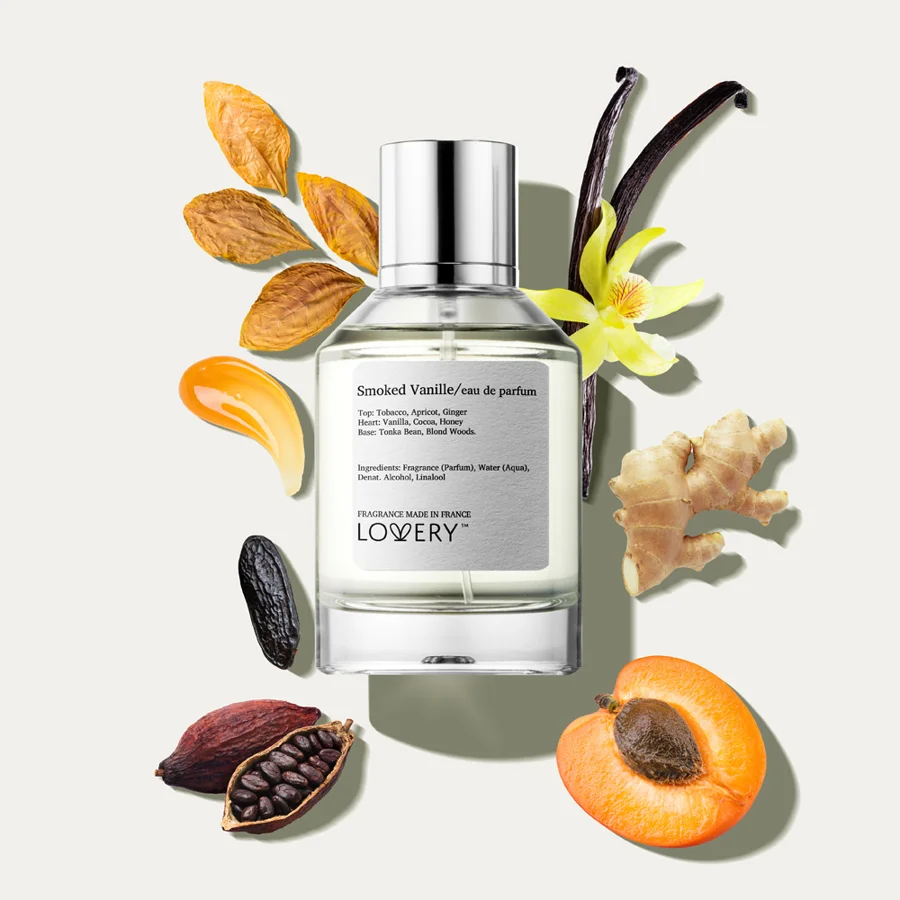 Smoked Vanille/eau de parfum
Top: Tobacco, Apricot, Ginger
Heart: Vanilla, Cocoa, Honey
Base: Tonka Bean, Blond Woods.
Ingredients: Fragrance (Parfum), Water (Aqua),
Denat. Alcohol, Linalool
FRAGRANCE MADE IN FRANCE
LOVERY™